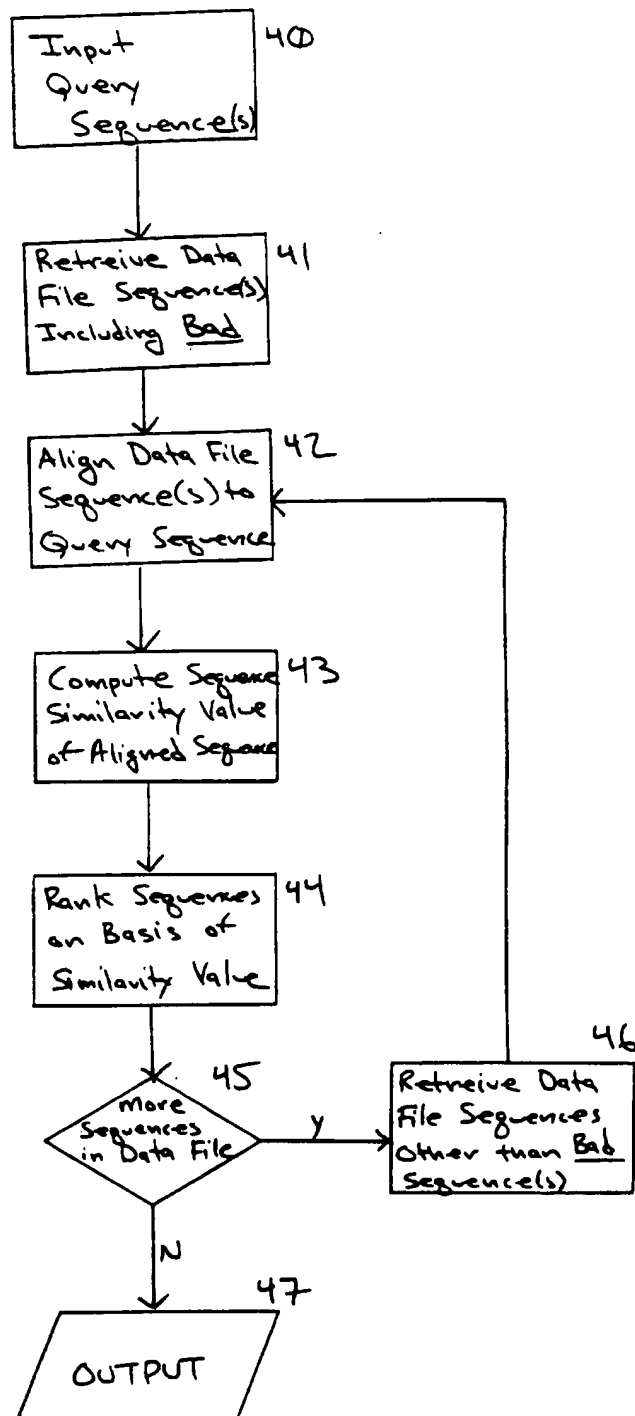 Input
Query
Sequence(s)
40
Retreive Data
File Sequence(s)
Including Bad
41
Align Data File
Sequence(s) to
Query Sequence
42
Compute Sequence
Similarity Value
of Aligned Sequence
43
Rank Sequences
on Basis of
Similarity Value
44
more
Sequences
in Data File
45
Y
46
Retreive Data
File Sequences
Other than Bad
Sequence(s)
N
47
OUTPUT